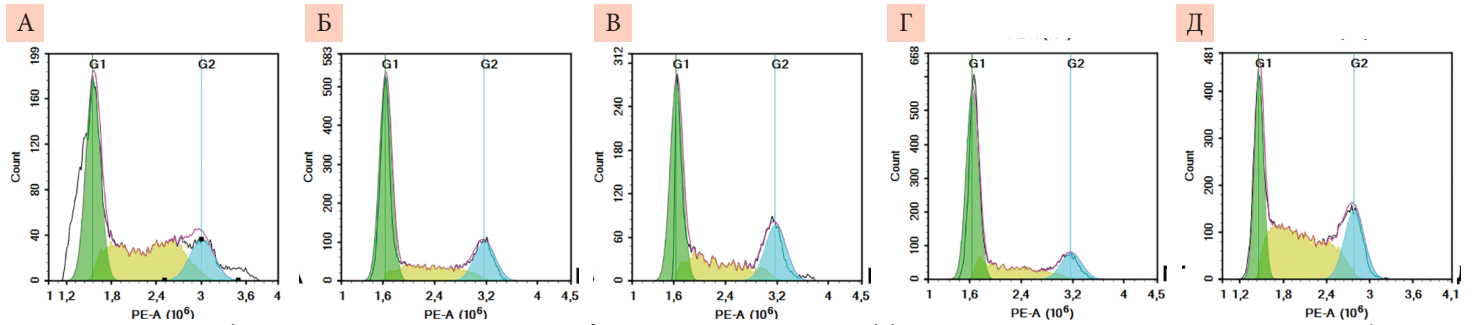 А
Б
В
Г
Д
199
160
120
80
40
0
Count
G1
G2
1
1,2
1,8
2,4
3
3,6
4
PE-A (10⁶)
583
500
400
300
200
100
0
Count
G1
G2
1
1,6
2,4
3,2
4
4,5
PE-A (10⁶)
312
240
180
120
60
0
Count
G1
G2
1
1,6
2,4
3,2
4
4,5
PE-A (10⁶)
668
500
400
300
200
100
0
Count
G1
G2
1
1,6
2,4
3,2
4
4,5
PE-A (10⁶)
481
400
300
200
100
0
Count
G1
G2
1
1,2
1,8
2,4
3
3,6
4,1
PE-A (10⁶)